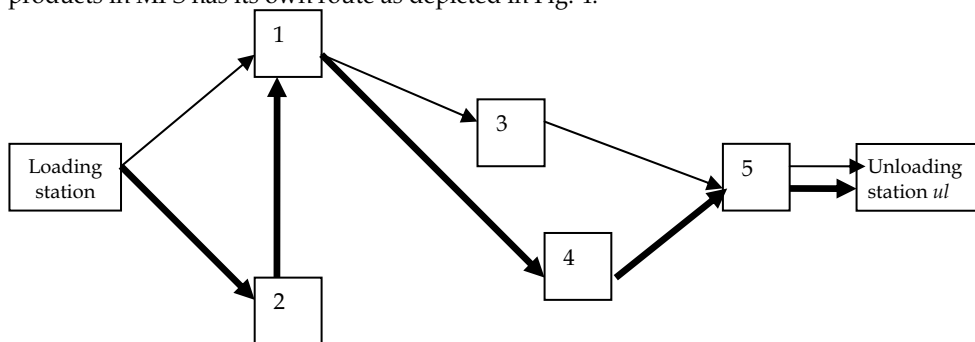 products in MPS has its own route as depicted in Fig. 4.
1
3
Loading
station
5
Unloading
station ul
4
2